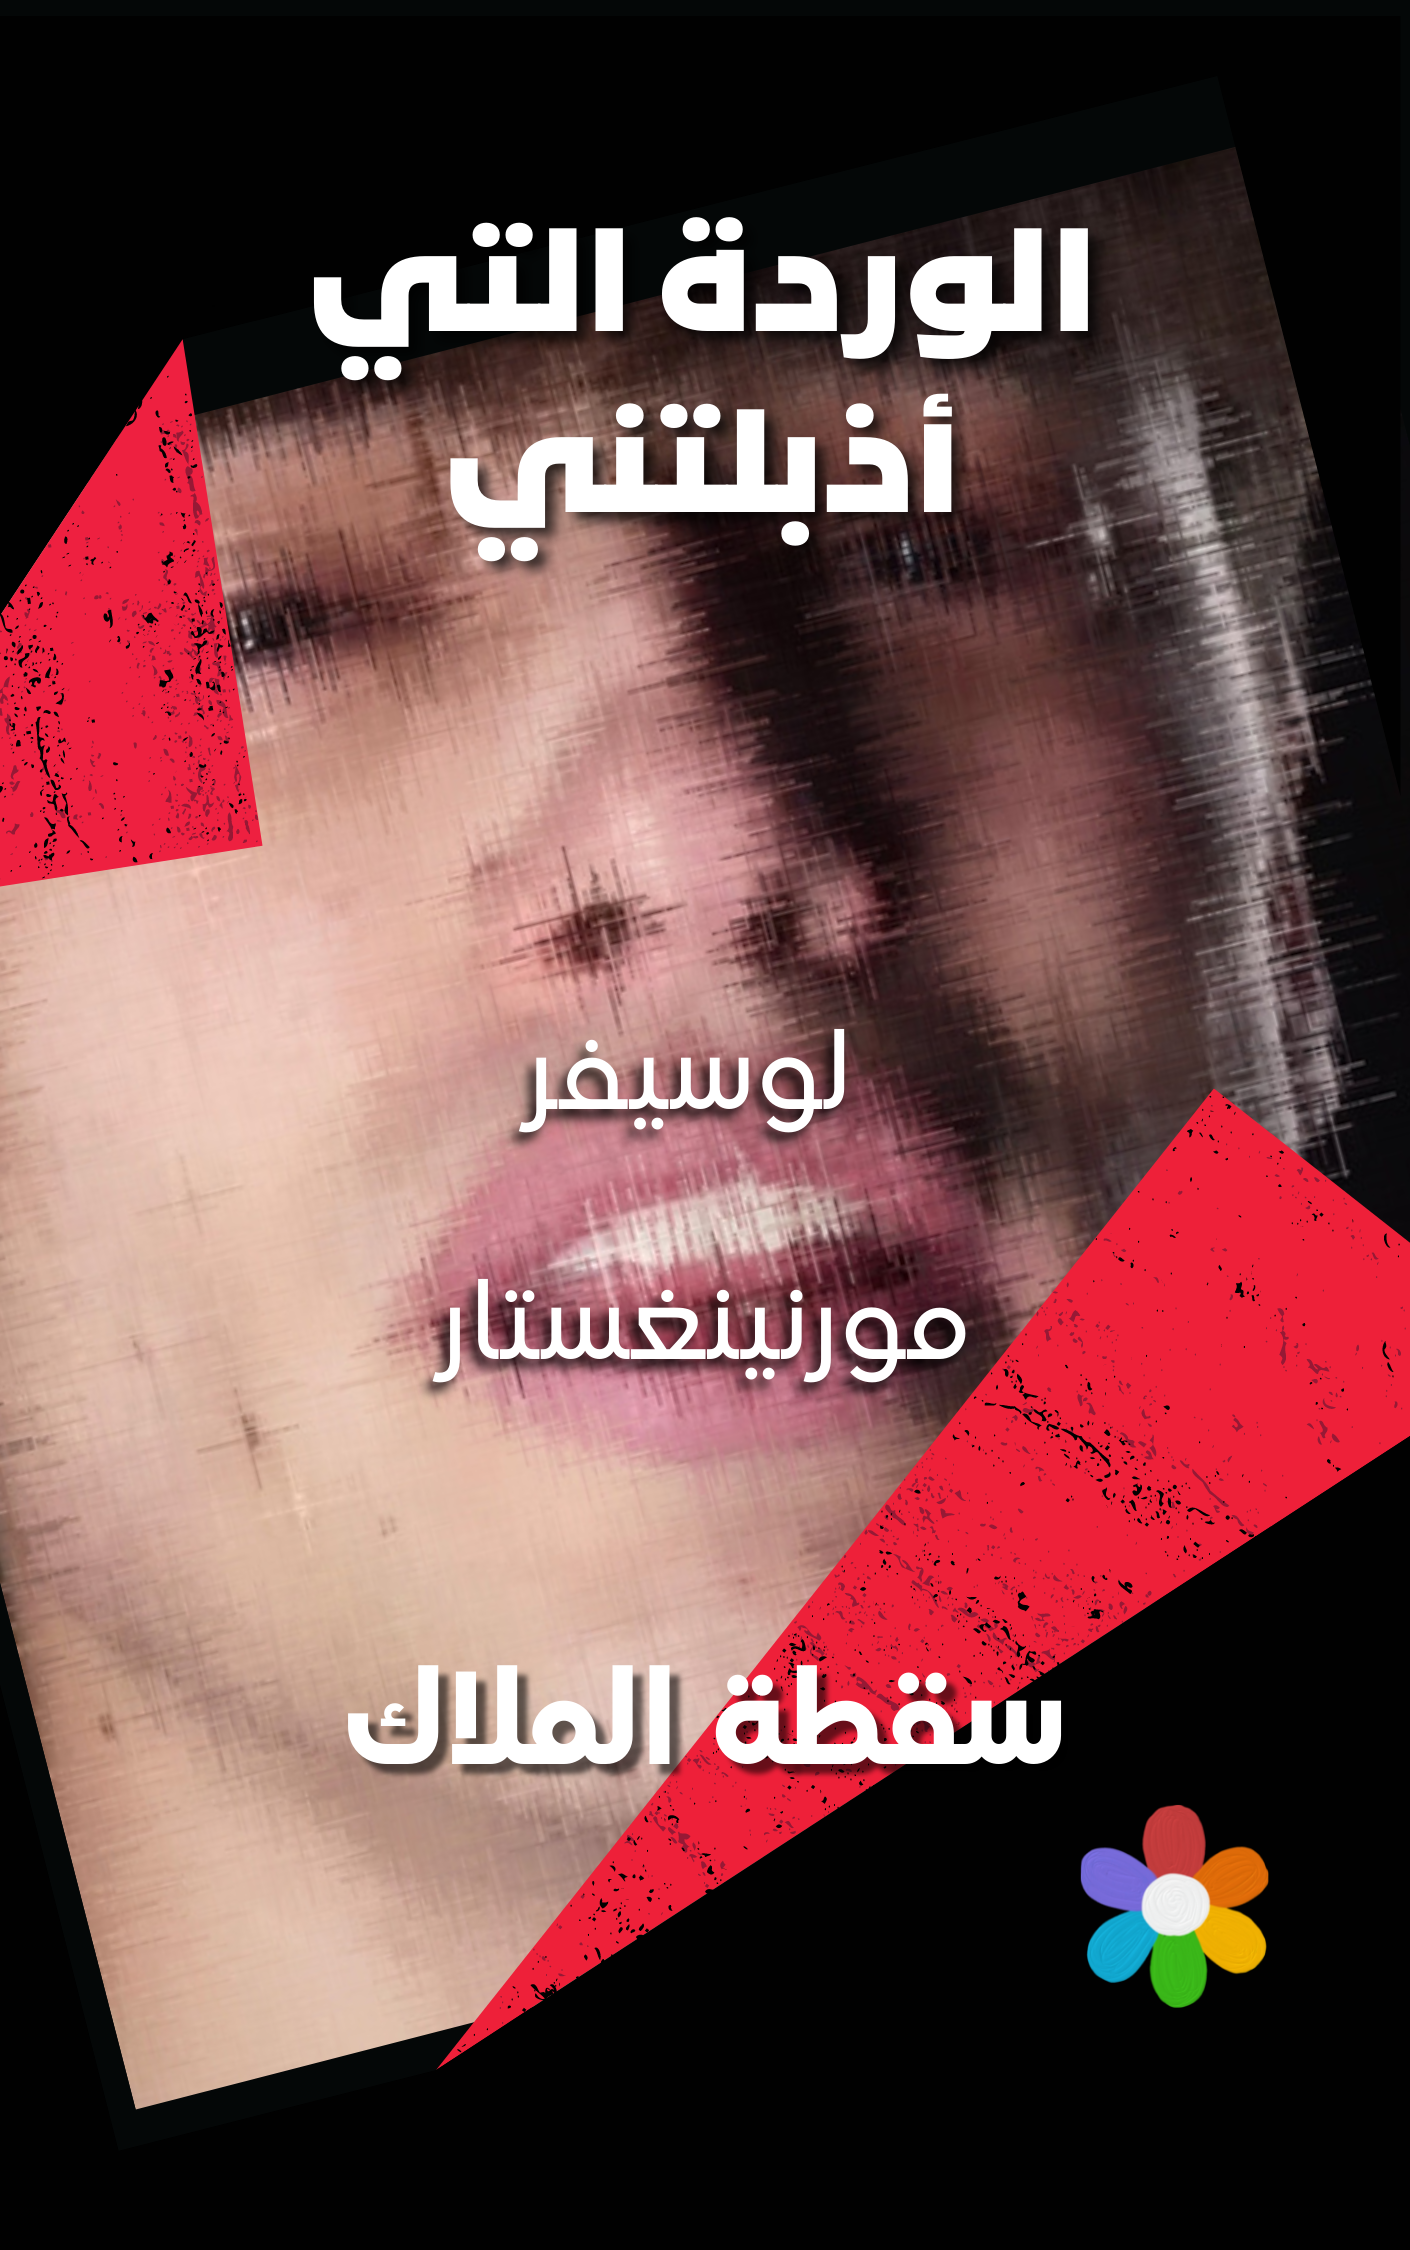 الوردة التي
أذبلتني
لوسيفر
مورنينغستار
سقطة الملاك